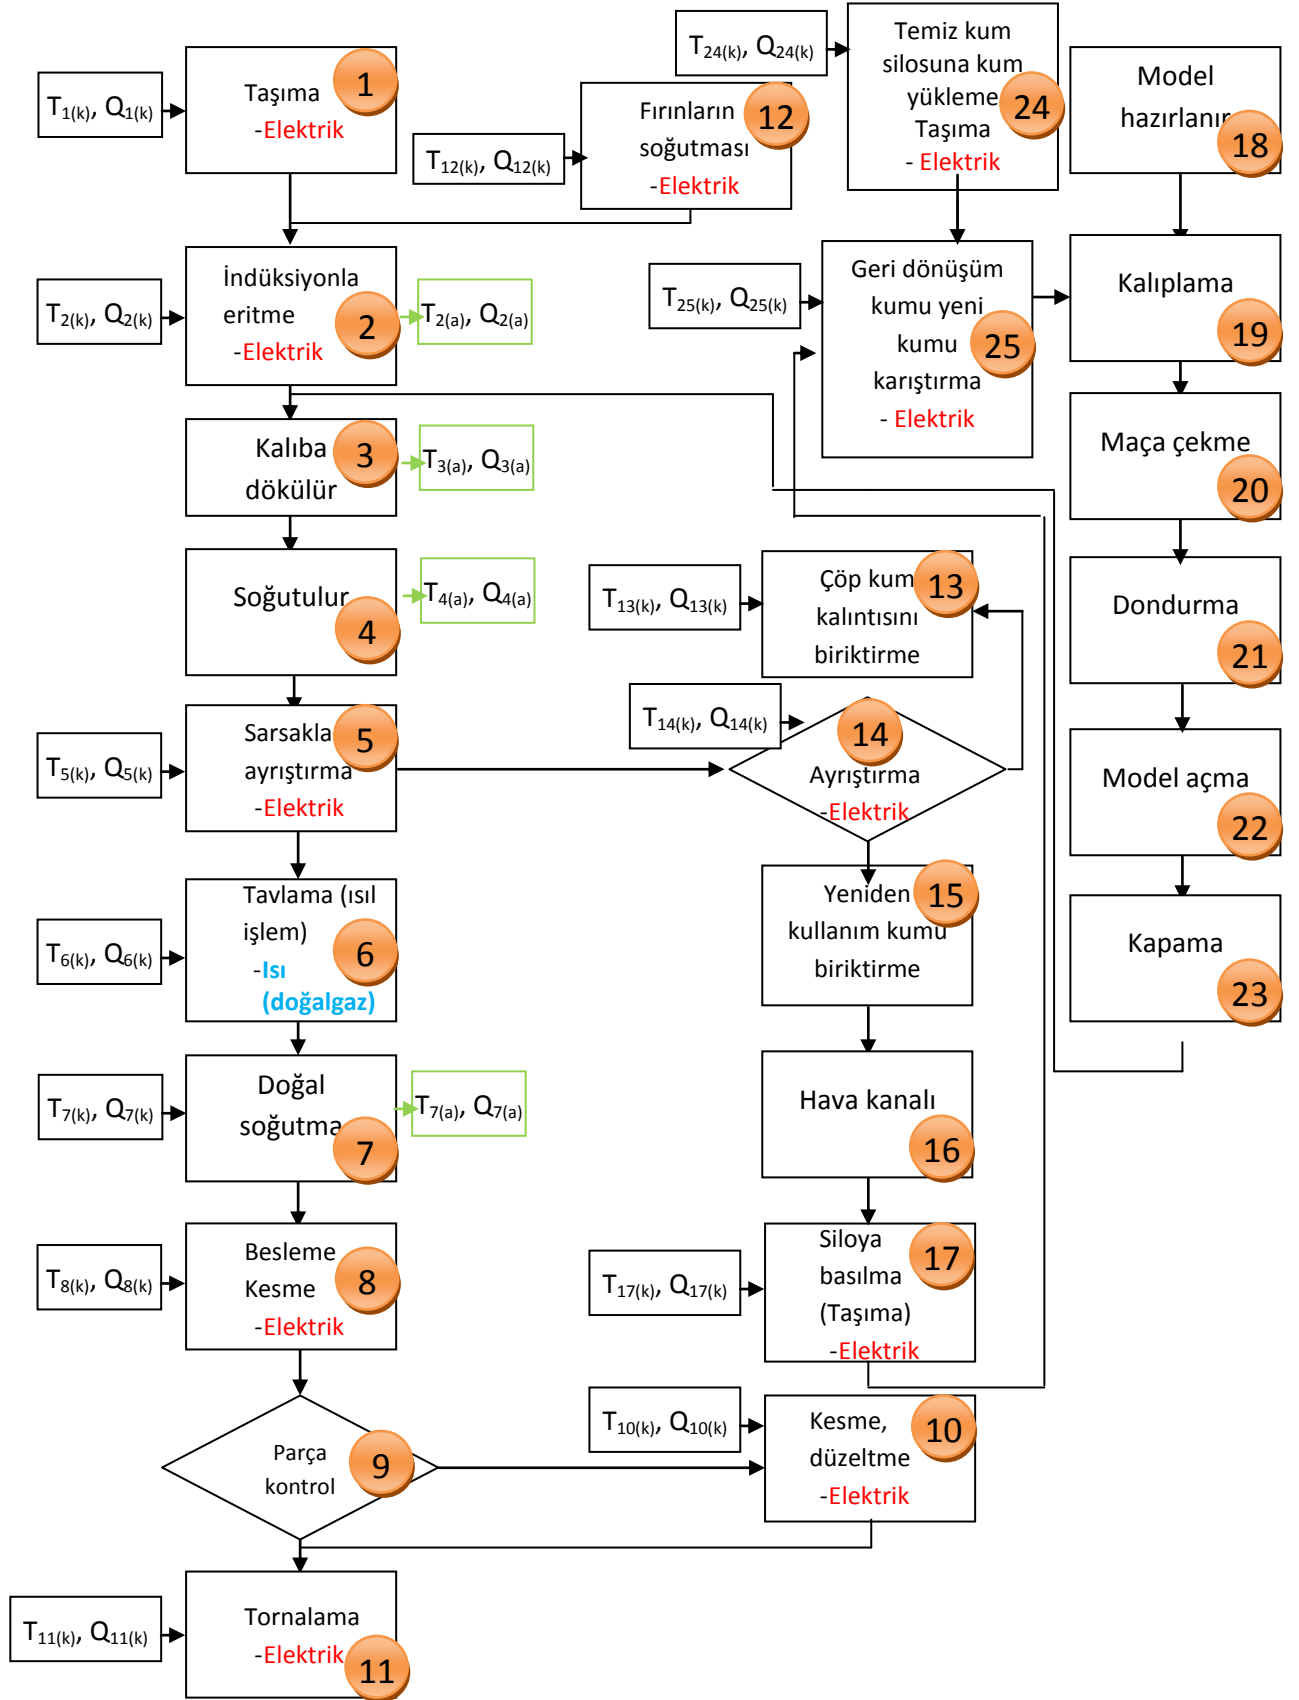 T1(k), Q1(k)
Taşıma
-Elektrik
1
T12(k), Q12(k)
Fırınların
soğutması
-Elektrik
12
T24(k), Q24(k)
Temiz kum
silosuna kum
yükleme
Taşıma
- Elektrik
24
Model
hazırlanır
18
T2(k), Q2(k)
İndüksiyonla
eritme
-Elektrik
2
T2(a), Q2(a)
T25(k), Q25(k)
Geri dönüşüm
kumu yeni
kumu
karıştırma
- Elektrik
25
Kalıplama
19
Kalıba
dökülür
3
T3(a), Q3(a)
Maça çekme
20
Soğutulur
4
T4(a), Q4(a)
T13(k), Q13(k)
Çöp kum
kalıntısını
biriktirme
13
Dondurma
21
T5(k), Q5(k)
Sarsakla
ayrıştırma
-Elektrik
5
T14(k), Q14(k)
14
Ayrıştırma
-Elektrik
Model açma
22
T6(k), Q6(k)
Tavlama (ısıl
işlem)
-Isı
(doğalgaz)
6
Yeniden
kullanım kumu
biriktirme
15
Kapama
23
T7(k), Q7(k)
Doğal
soğutma
7
T7(a), Q7(a)
Hava kanalı
16
T8(k), Q8(k)
Besleme
Kesme
-Elektrik
8
T17(k), Q17(k)
Siloya
basılma
(Taşıma)
-Elektrik
17
Parça
kontrol
9
T10(k), Q10(k)
Kesme,
düzeltme
-Elektrik
10
T11(k), Q11(k)
Tornalama
-Elektrik
11